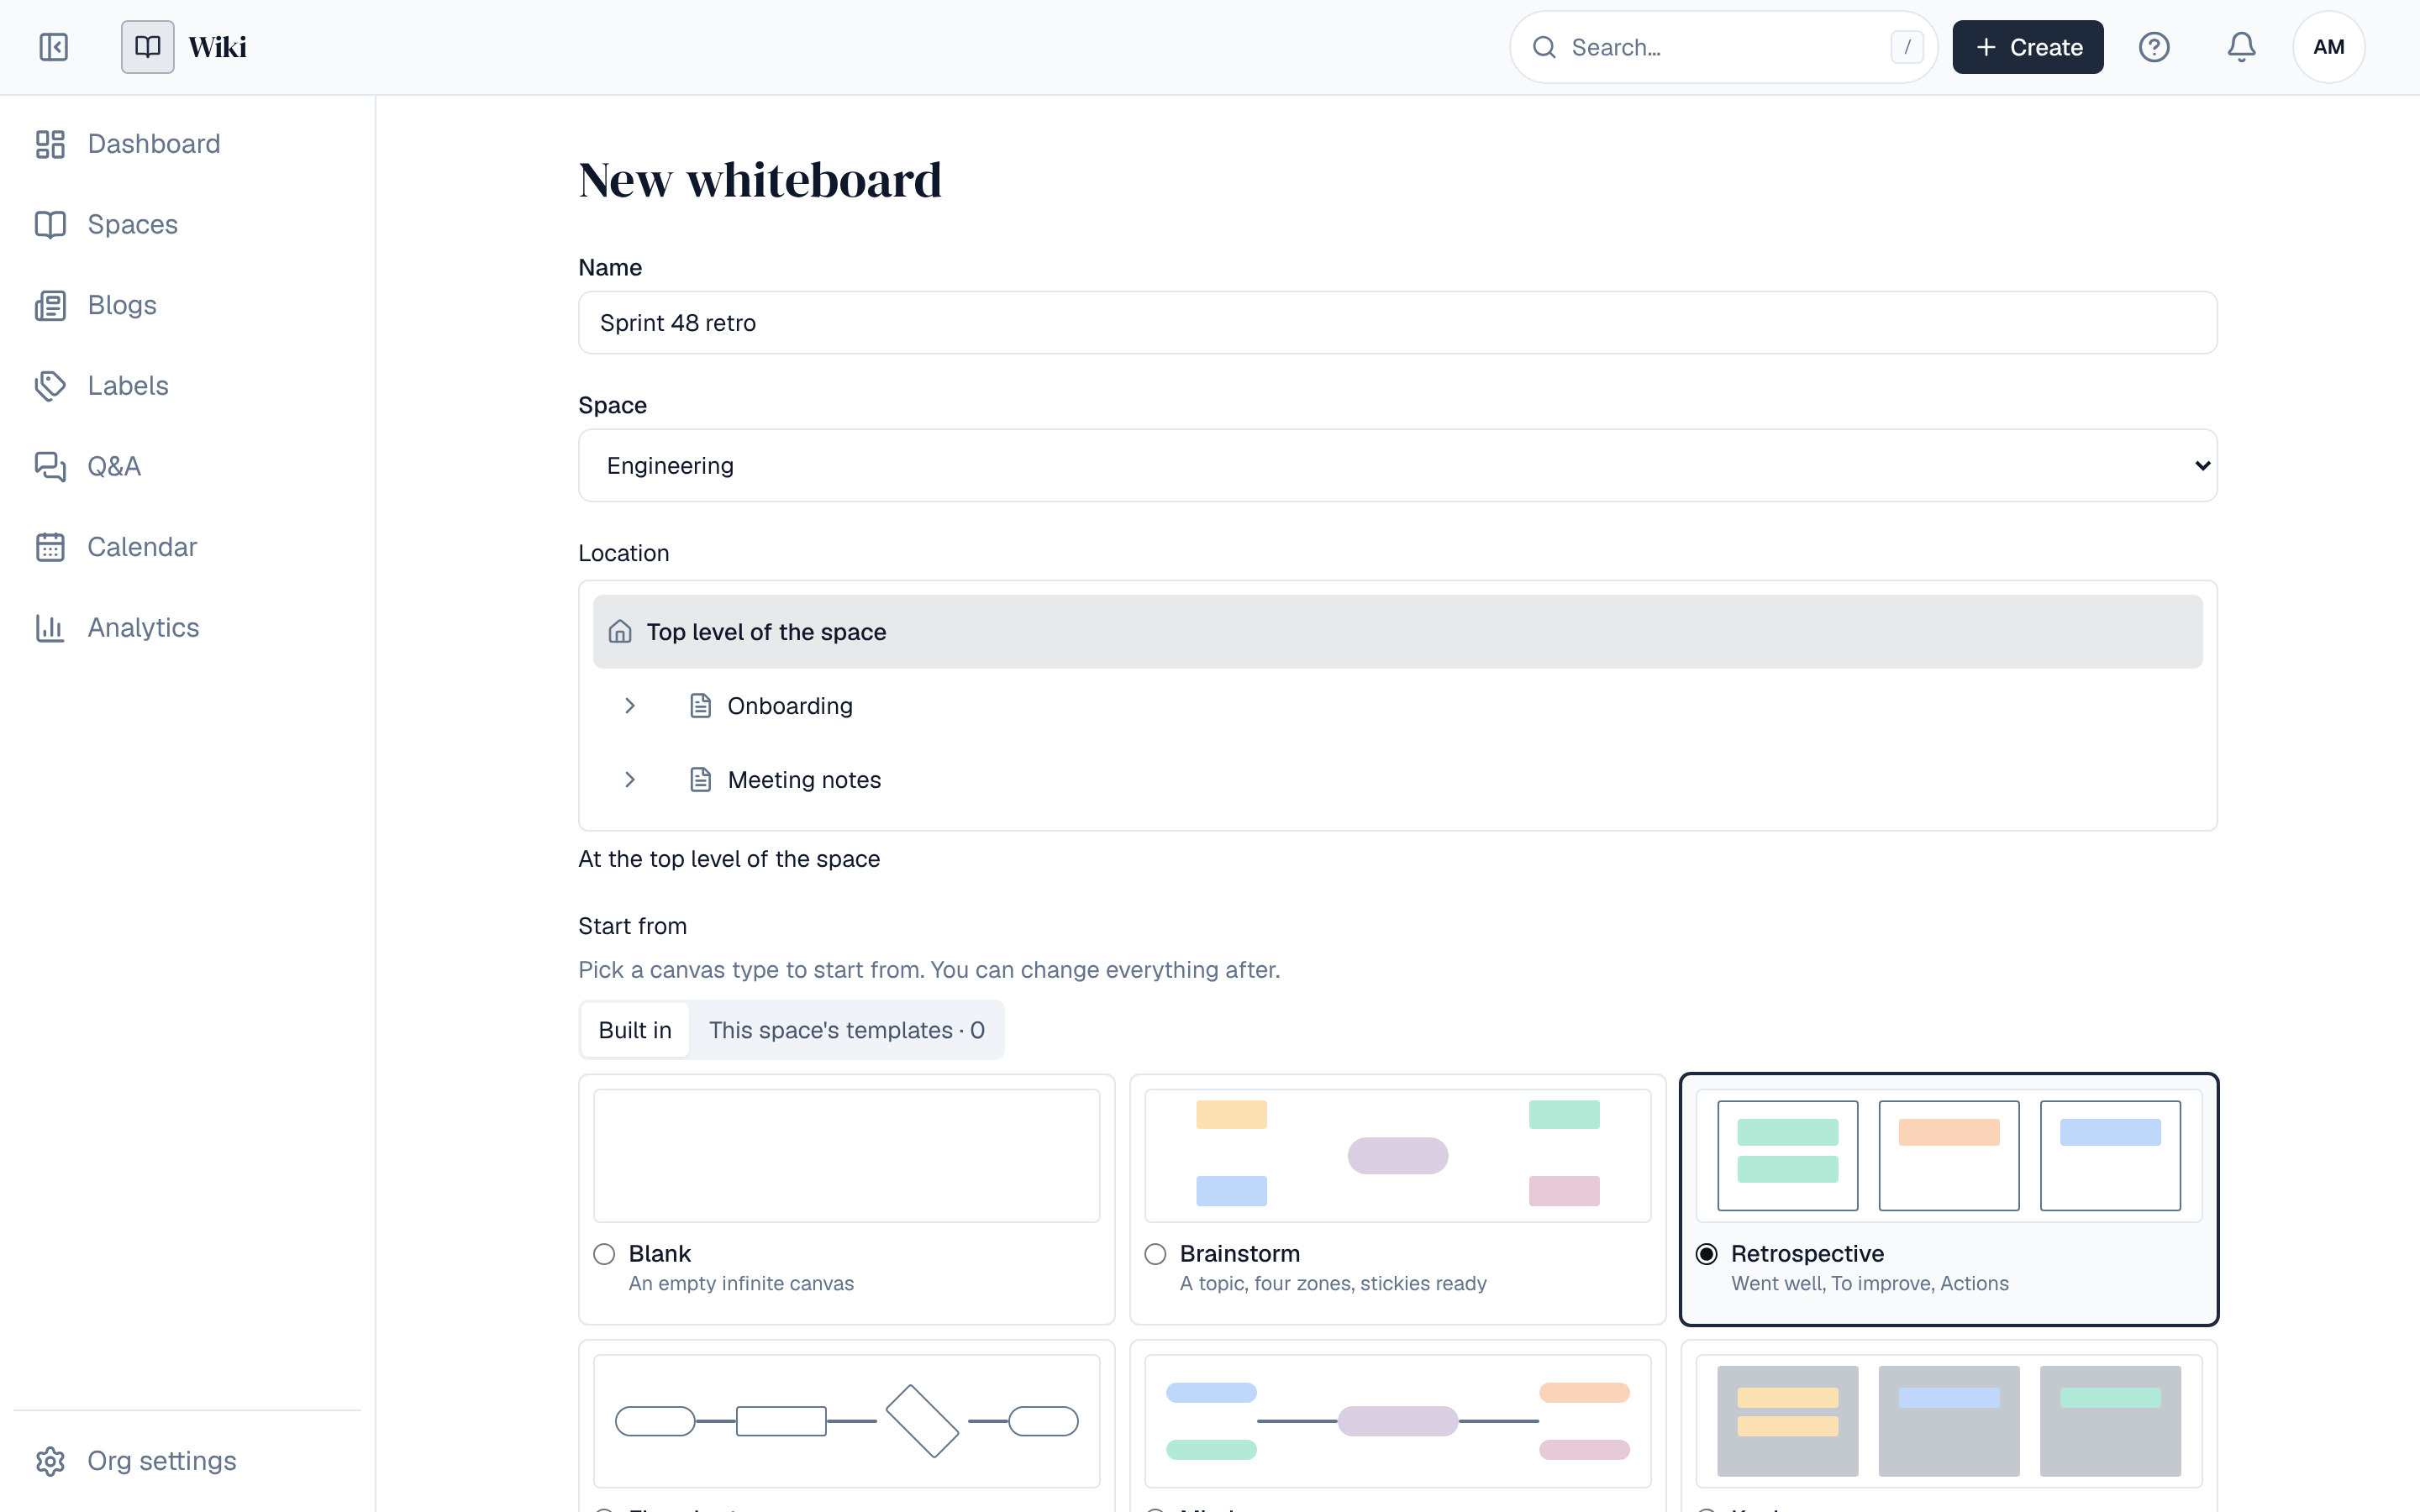 Wiki
Search...
/
Create
AM
Dashboard
Spaces
Blogs
Labels
Q&A
Calendar
Analytics
Org settings
New whiteboard
Name
Sprint 48 retro
Space
Engineering
Location
Top level of the space
Onboarding
Meeting notes
At the top level of the space
Start from
Pick a canvas type to start from. You can change everything after.
Built in
This space's templates · 0
Blank
An empty infinite canvas
Brainstorm
A topic, four zones, stickies ready
Retrospective
Went well, To improve, Actions